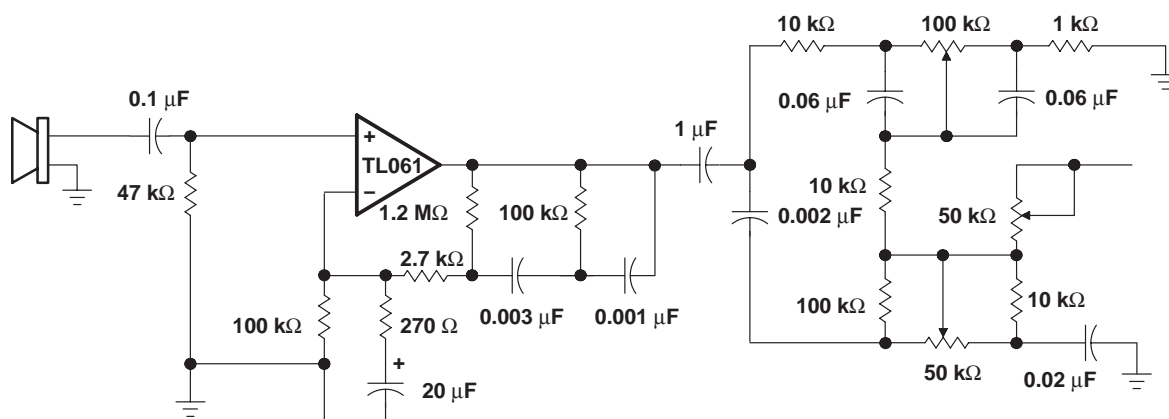 10 kΩ
100 kΩ
1 kΩ
0.1 μF
0.06 μF
0.06 μF
1 μF
+
TL061
−
47 kΩ
1.2 MΩ
100 kΩ
10 kΩ
0.002 μF
50 kΩ
2.7 kΩ
100 kΩ
270 Ω
0.003 μF
0.001 μF
100 kΩ
10 kΩ
+
20 μF
50 kΩ
0.02 μF